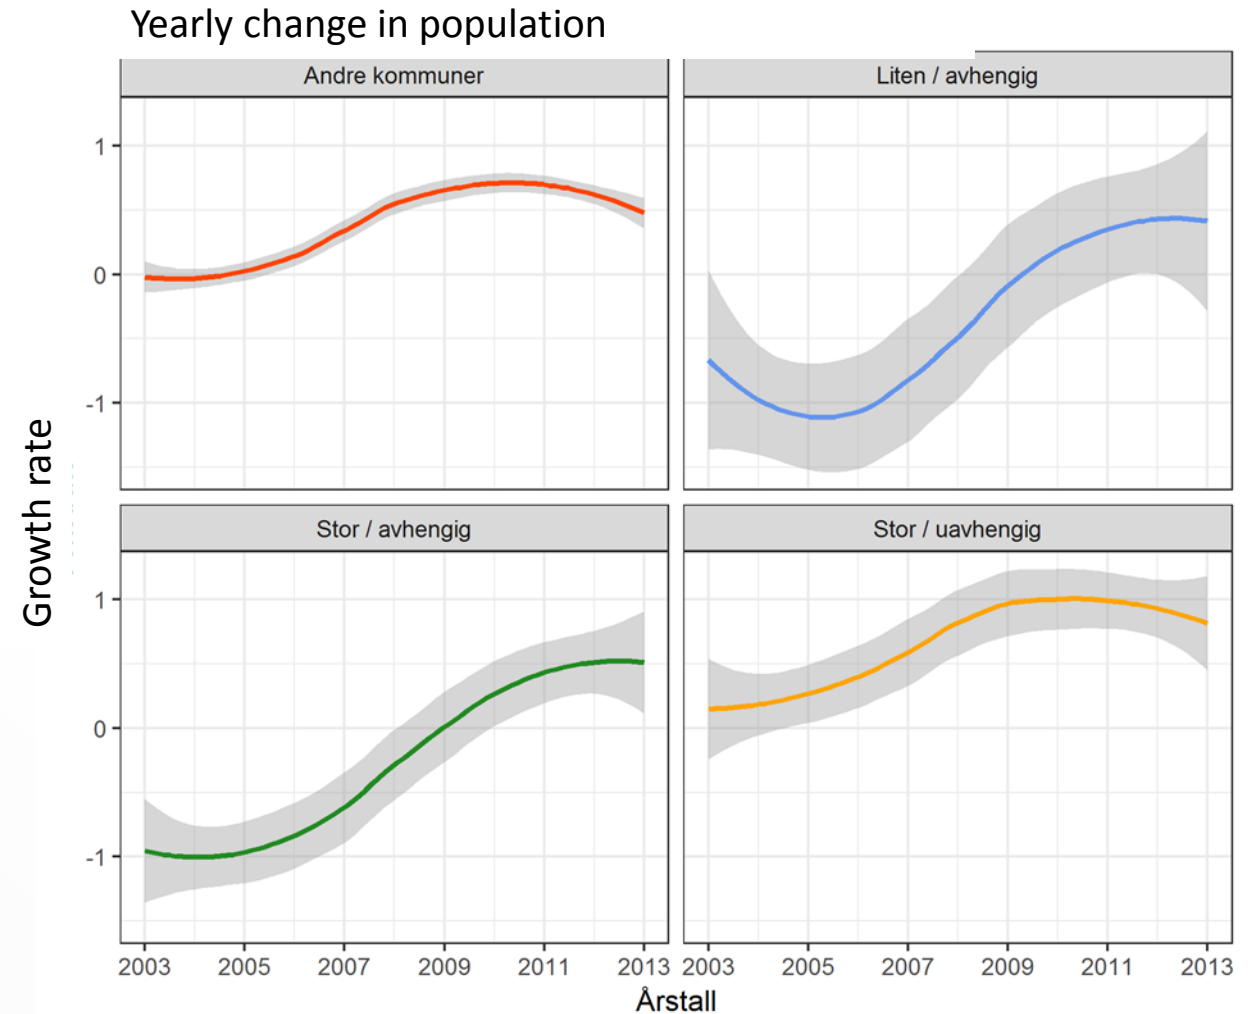 Yearly change in population
Andre kommuner
Liten / avhengig
1
0
-1
Growth rate
Stor / avhengig
Stor / uavhengig
1
0
-1
2003 2005 2007 2009 2011 2013 2003 2005 2007 2009 2011 2013
Årstall